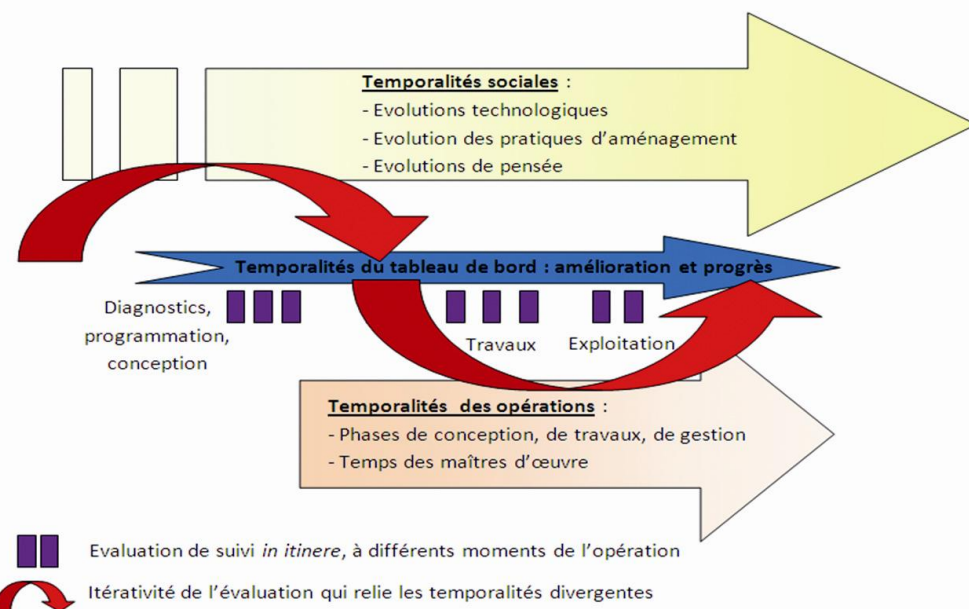 Temporalités sociales :
- Evolutions technologiques
- Evolution des pratiques d’aménagement
- Evolutions de pensée
Temporalités du tableau de bord : amélioration et progrès
Diagnostics,
programmation,
conception
Travaux
Exploitation
Temporalités des opérations :
- Phases de conception, de travaux, de gestion
- Temps des maîtres d’œuvre
Evaluation de suivi in itinere, à différents moments de l’opération
Itérativité de l’évaluation qui relie les temporalités divergentes